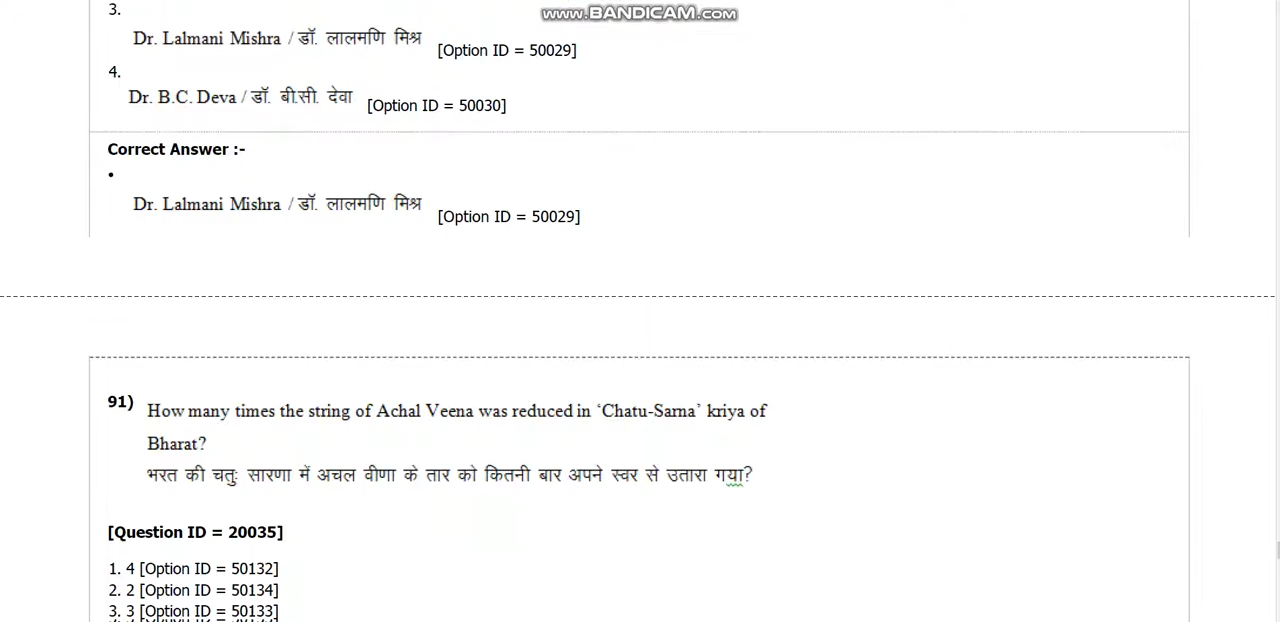 www.BANDICAM.com
3.
Dr. Lalmani Mishra / डॉ. लालमणि मिश्र [Option ID = 50029]
4.
Dr. B.C. Deva / डॉ. बी.सी. देवा [Option ID = 50030]
Correct Answer :-
•
Dr. Lalmani Mishra / डॉ. लालमणि मिश्र [Option ID = 50029]
91) How many times the string of Achal Veena was reduced in ‘Chatu-Sarna’ kriya of
Bharat?
भरत की चतुः सारणा में अचल वीणा के तार को कितनी बार अपने स्वर से उतारा गया?
[Question ID = 20035]
1. 4 [Option ID = 50132]
2. 2 [Option ID = 50134]
3. 3 [Option ID = 50133]